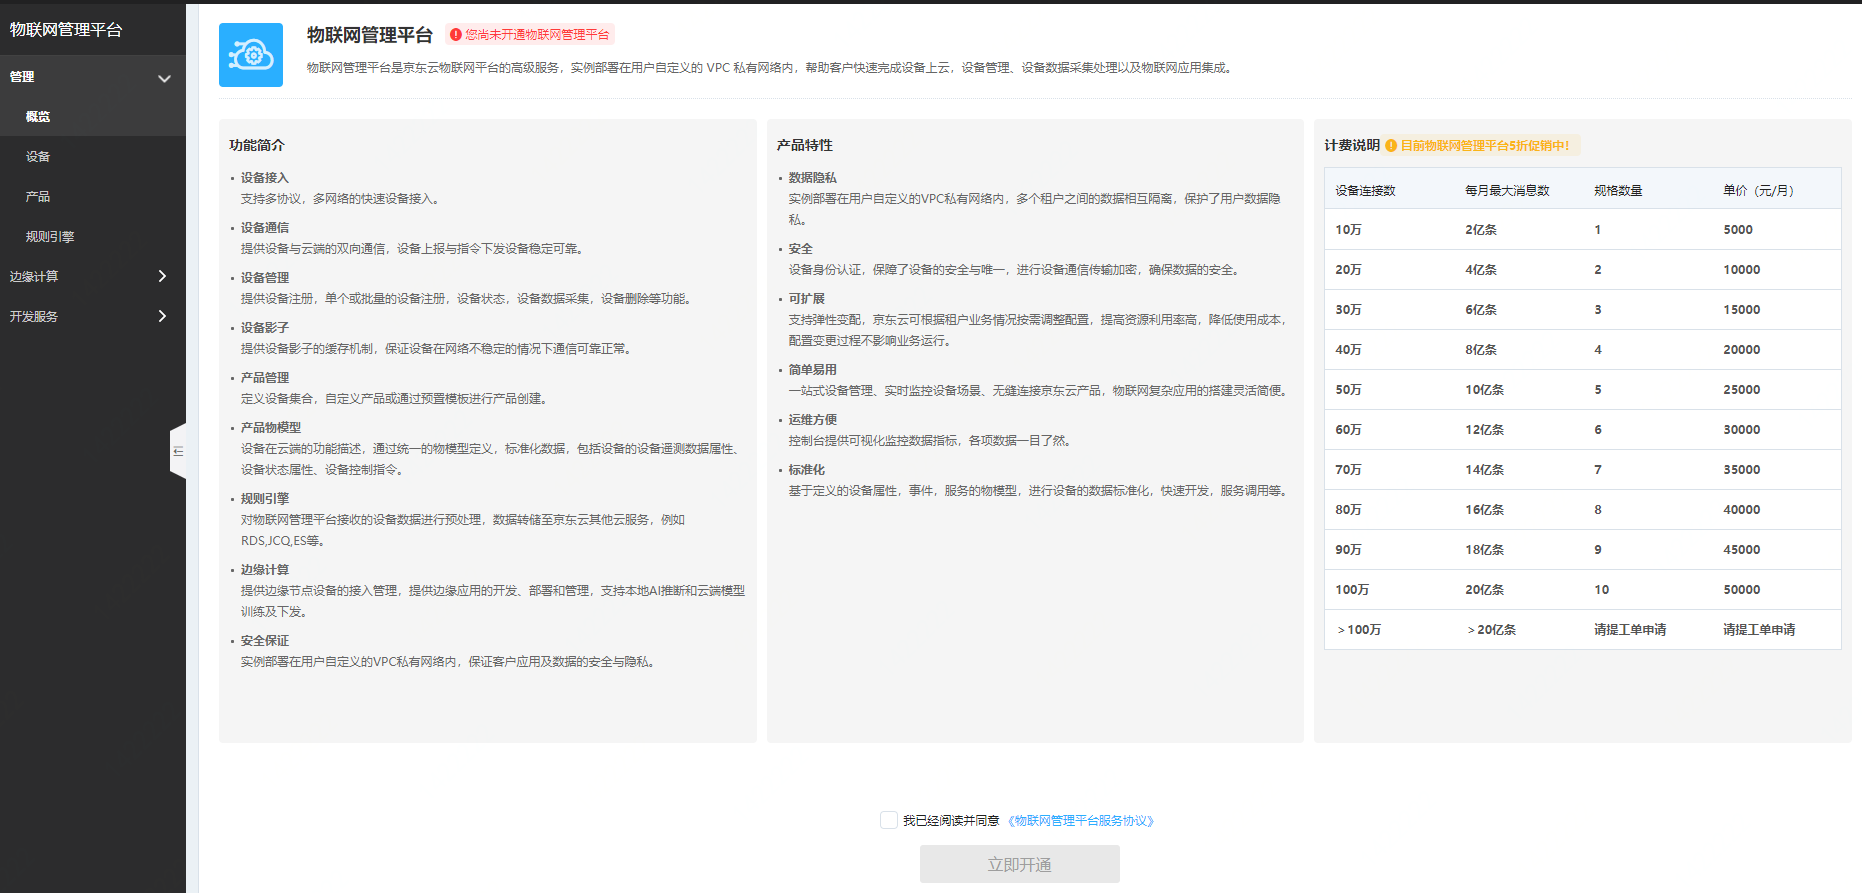 物联网管理平台
管理
概览
设备
产品
规则引擎
边缘计算
开发服务
物联网管理平台 您尚未开通物联网管理平台
物联网管理平台是京东云物联网平台的高级服务，实例部署在用户自定义的 VPC 私有网络内，帮助客户快速完成设备上云，设备管理、设备数据采集处理以及物联网应用集成。
功能简介
· 设备接入
支持多协议，多网络的快速设备接入。
· 设备通信
提供设备与云端的双向通信，设备上报与指令下发设备稳定可靠。
· 设备管理
提供设备注册，单个或批量的设备注册，设备状态，设备数据采集，设备删除等功能。
· 设备影子
提供设备影子的缓存机制，保证设备在网络不稳定的情况下通信可靠正常。
· 产品管理
定义设备集合，自定义产品或通过预置模板进行产品创建。
· 产品物模型
设备在云端的功能描述，通过统一的物模型定义，标准化数据，包括设备的设备遥测数据属性、
设备状态属性、设备控制指令。
· 规则引擎
对物联网管理平台接收的设备数据进行预处理，数据转储至京东云其他云服务，例如
RDS,JCQ,ES等。
· 边缘计算
提供边缘节点设备的接入管理，提供边缘应用的开发、部署和管理，支持本地AI推断和云端模型
训练及下发。
· 安全保证
实例部署在用户自定义的VPC私有网络内，保证客户应用及数据的安全与隐私。
产品特性
· 数据隐私
实例部署在用户自定义的VPC私有网络内，多个租户之间的数据相互隔离，保护了用户数据隐
私。
· 安全
设备身份认证，保障了设备的安全与唯一，进行设备通信传输加密，确保数据的安全。
· 可扩展
支持弹性变配，京东云可根据租户业务情况按需调整配置，提高资源利用率高，降低使用成本，
配置变更过程不影响业务运行。
· 简单易用
一站式设备管理、实时监控设备场景、无缝连接京东云产品，物联网复杂应用的搭建灵活简便。
· 运维方便
控制台提供可视化监控数据指标，各项数据一目了然。
· 标准化
基于定义的设备属性，事件，服务的物模型，进行设备的数据标准化，快速开发，服务调用等。
计费说明 目前物联网管理平台5折促销中！
设备连接数 每月最大消息数 规格数量 单价（元/月）
10万 2亿条 1 5000
20万 4亿条 2 10000
30万 6亿条 3 15000
40万 8亿条 4 20000
50万 10亿条 5 25000
60万 12亿条 6 30000
70万 14亿条 7 35000
80万 16亿条 8 40000
90万 18亿条 9 45000
100万 20亿条 10 50000
＞100万 ＞20亿条 请提工单申请 请提工单申请
我已经阅读并同意 《物联网管理平台服务协议》
立即开通